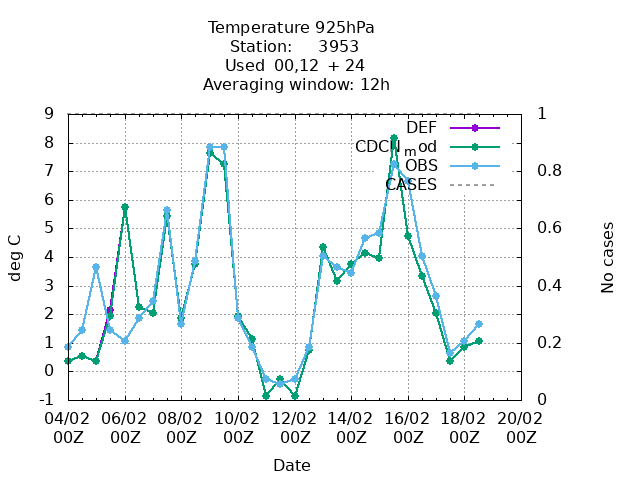 Temperature 925hPa
Station: 3953
Used 00,12 + 24
Averaging window: 12h
9 1
DEF
8
CDCN_mod
7 0.8
OBS
CASES
6 0.6
5
4 0.4
3
2
1 0.2
0
-1 0
deg C
No cases
04/02 06/02 08/02 10/02 12/02 14/02 16/02 18/02 20/02
00Z 00Z 00Z 00Z 00Z 00Z 00Z 00Z 00Z
Date